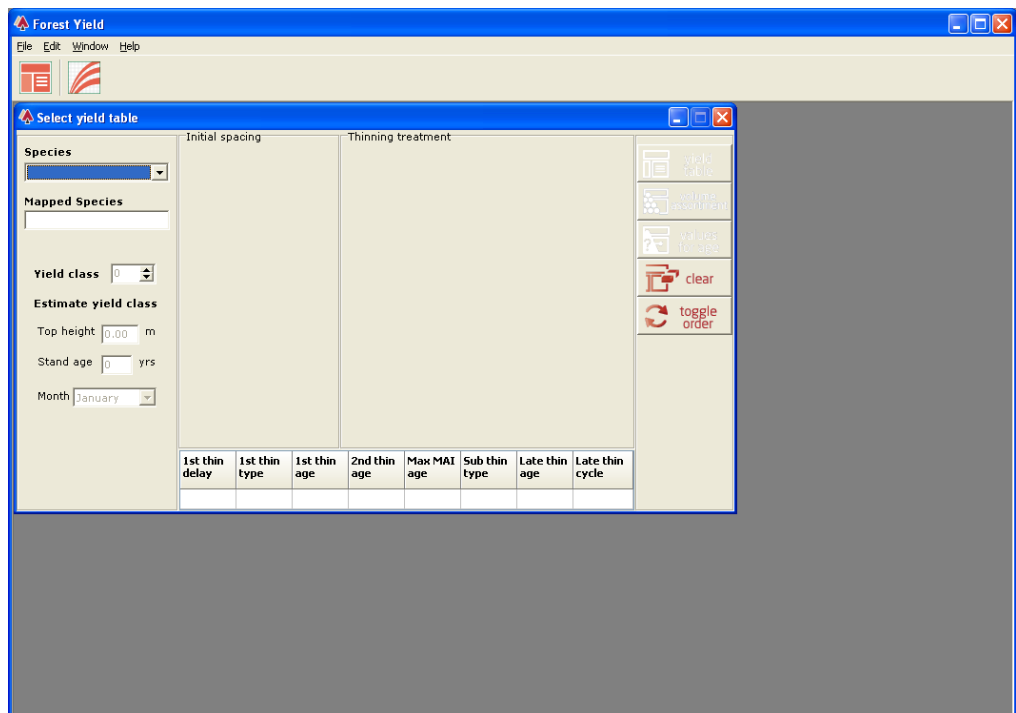 Forest Yield
File Edit Window Help
Select yield table
Species
Mapped Species
Yield class 0
Estimate yield class
Top height 0.00 m
Stand age 0 yrs
Month January
Initial spacing
Thinning treatment
yield
table
clear
toggle
order
1st thin delay 1st thin type 1st thin age 2nd thin age Max MAI age Sub thin type Late thin age Late thin cycle